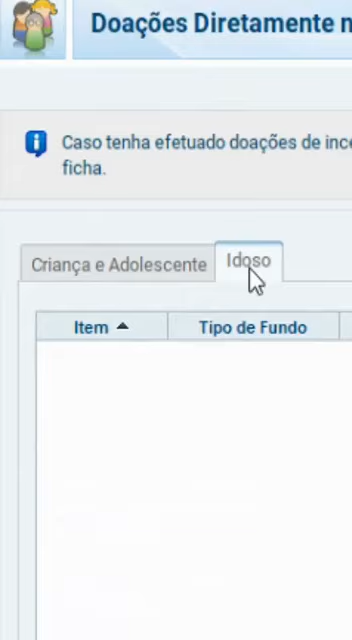 Doações Diretamente n
Caso tenha efetuado doações de ince
ficha.
Criança e Adolescente
Idoso
Item
Tipo de Fundo